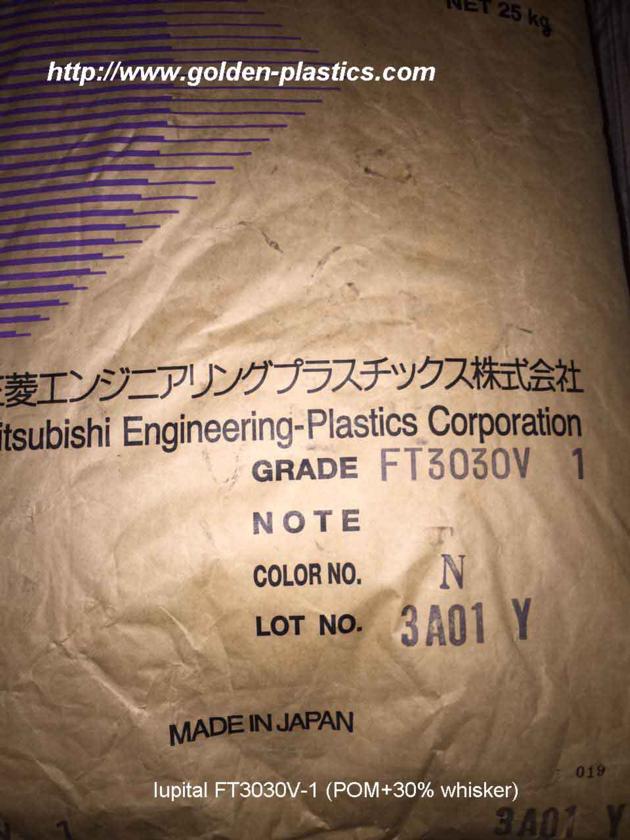 NET 25 kg
http://www.golden-plastics.com
三菱エンジニアリングプラスチックス株式会社
itsubishi Engineering-Plastics Corporation
GRADE FT3030V 1
NOTE
COLOR NO. N
LOT NO. 3A01 Y
MADE IN JAPAN
019
Iupital FT3030V-1 (POM+30% whisker)
3A01 Y